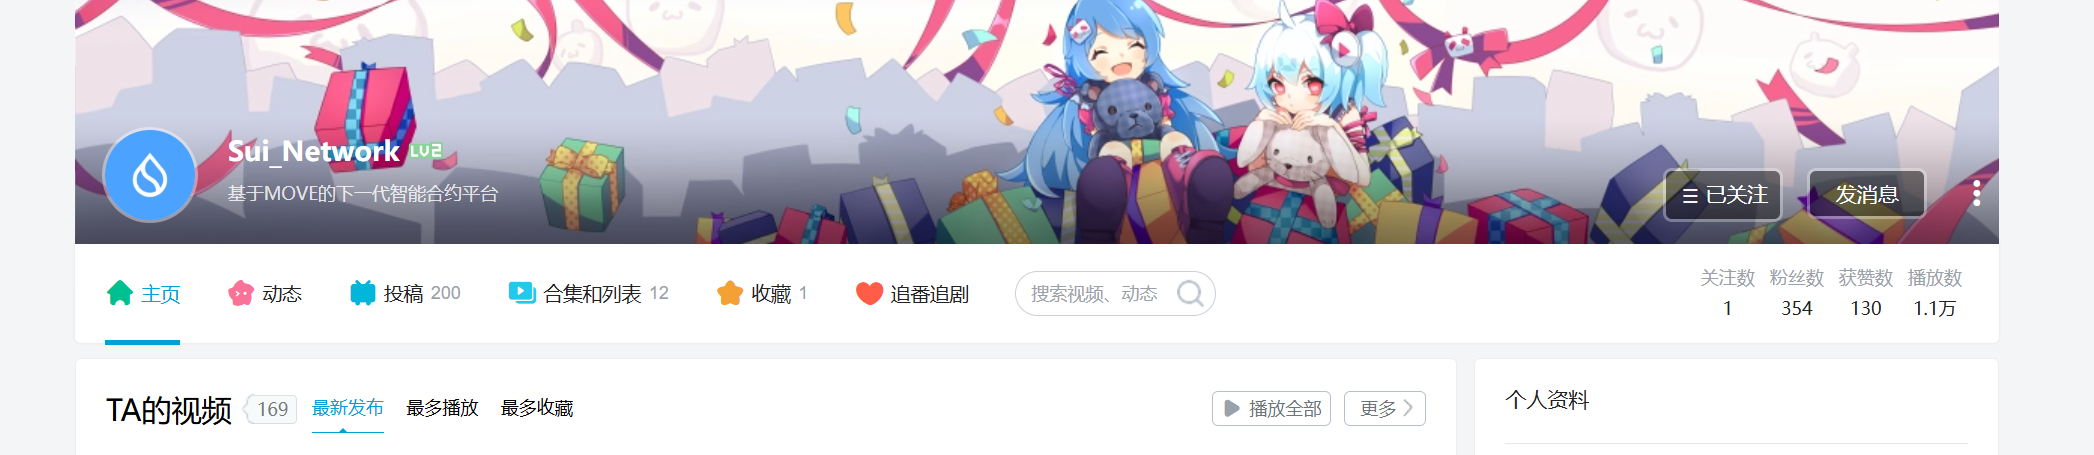 Sui_Network LV2
基于MOVE的下一代智能合约平台
已关注 发消息
主页 动态 投稿 200 合集和列表 12 收藏 1 追番追剧 搜索视频、动态
关注数 粉丝数 获赞数 播放数
1 354 130 1.1万
TA的视频 169 最新发布 最多播放 最多收藏 播放全部 更多
个人资料